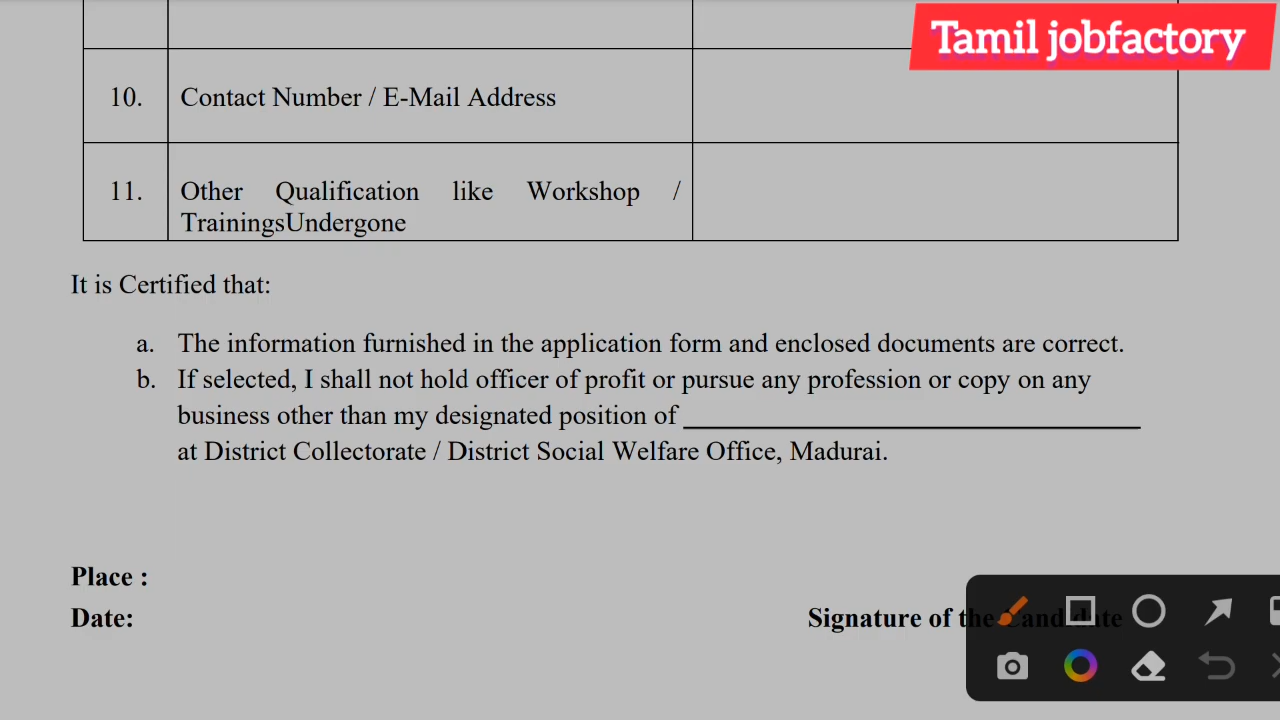 Tamil jobfactory
10. Contact Number / E-Mail Address
11. Other Qualification like Workshop /
TrainingsUndergone
It is Certified that:
a. The information furnished in the application form and enclosed documents are correct.
b. If selected, I shall not hold officer of profit or pursue any profession or copy on any
business other than my designated position of
at District Collectorate / District Social Welfare Office, Madurai.
Place :
Date:
Signature of the Candidate